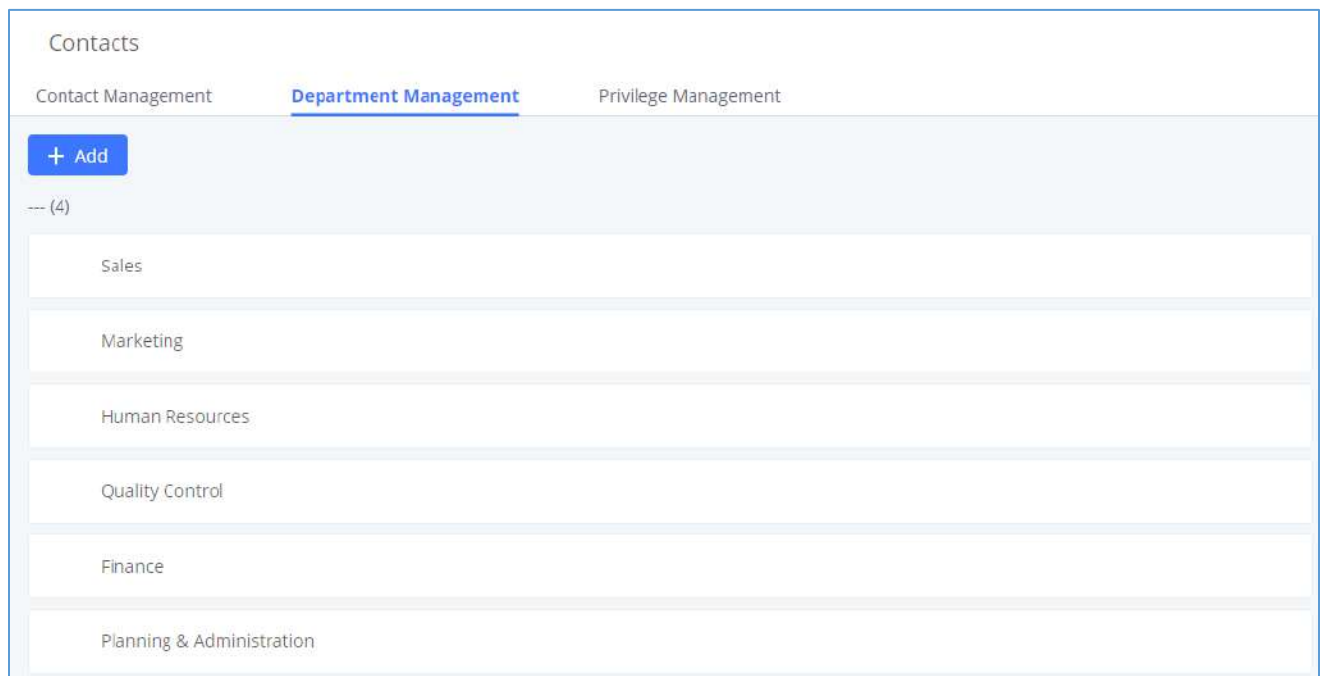 Contacts
Contact Management Department Management Privilege Management
+ Add
--- (4)
Sales
Marketing
Human Resources
Quality Control
Finance
Planning & Administration